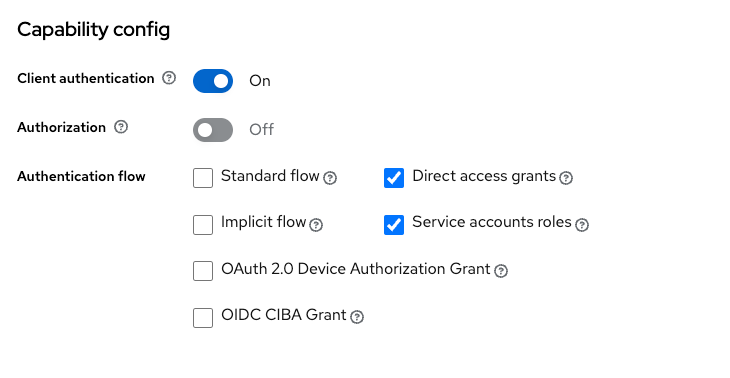 Capability config
Client authentication ? On
Authorization ? Off
Authentication flow Standard flow ? Direct access grants ?
Implicit flow ? Service accounts roles ?
OAuth 2.0 Device Authorization Grant ?
OIDC CIBA Grant ?